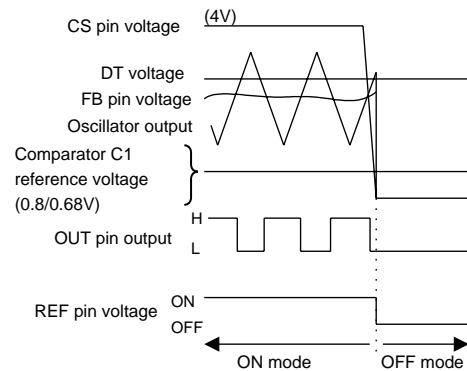 (4V)
CS pin voltage
DT voltage
FB pin voltage
Oscillator output
Comparator C1
reference voltage
(0.8/0.68V)
H
OUT pin output
L
ON
REF pin voltage
OFF
ON mode
OFF mode